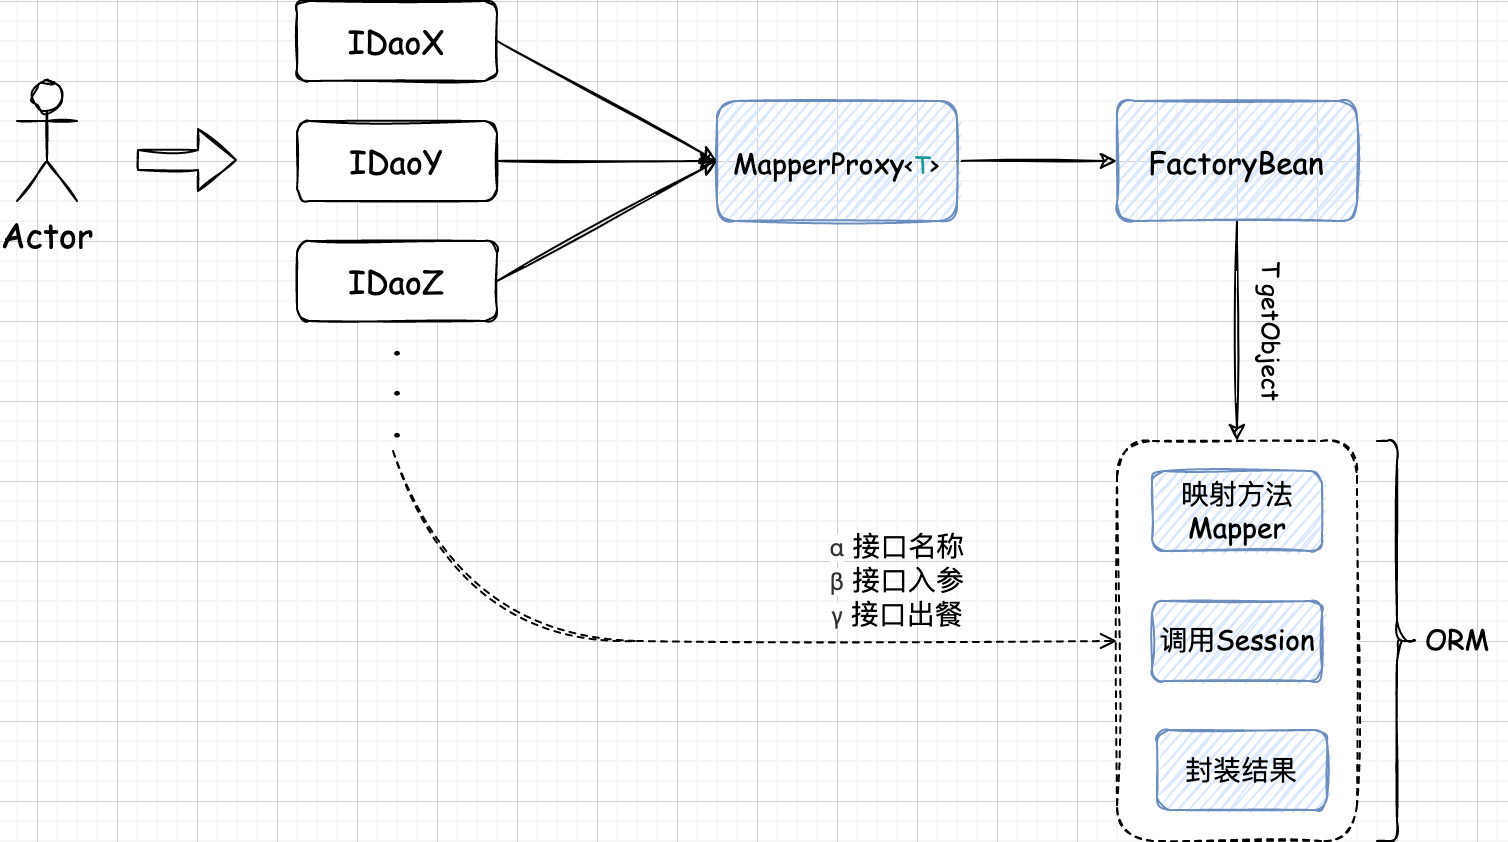 IDaoX
IDaoY
IDaoZ
Actor
MapperProxy<T>
FactoryBean
T getObject
映射方法
Mapper
α 接口名称
β 接口入参
γ 接口出餐
调用Session
封装结果
ORM